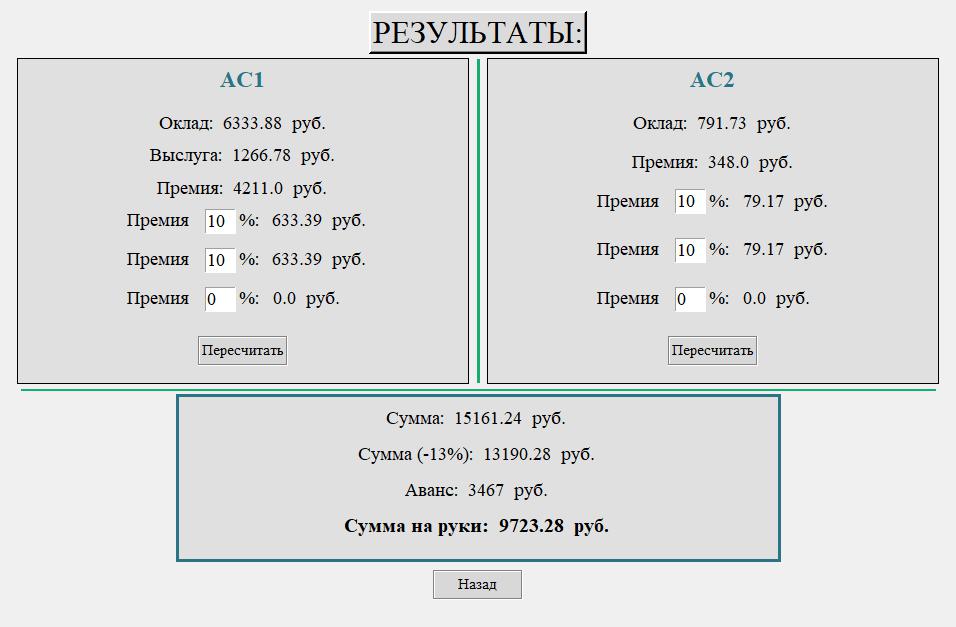 РЕЗУЛЬТАТЫ:
АС1
Оклад: 6333.88 руб.
Выслуга: 1266.78 руб.
Премия: 4211.0 руб.
Премия 10 %: 633.39 руб.
Премия 10 %: 633.39 руб.
Премия 0 %: 0.0 руб.
Пересчитать
АС2
Оклад: 791.73 руб.
Премия: 348.0 руб.
Премия 10 %: 79.17 руб.
Премия 10 %: 79.17 руб.
Премия 0 %: 0.0 руб.
Пересчитать
Сумма: 15161.24 руб.
Сумма (-13%): 13190.28 руб.
Аванс: 3467 руб.
Сумма на руки: 9723.28 руб.
Назад